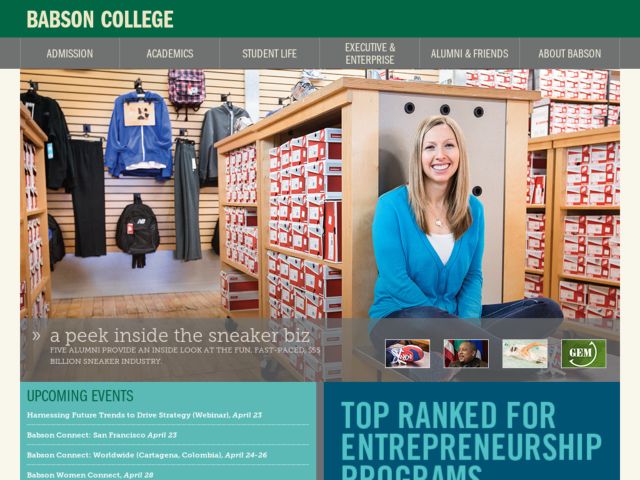 BABSON COLLEGE
ADMISSION
ACADEMICS
STUDENT LIFE
EXECUTIVE &
ENTERPRISE
ALUMNI & FRIENDS
ABOUT BABSON
» a peek inside the sneaker biz
FIVE ALUMNI PROVIDE AN INSIDE LOOK AT THE FUN, FAST-PACED, $55
BILLION SNEAKER INDUSTRY.
GEM
UPCOMING EVENTS
Harnessing Future Trends to Drive Strategy (Webinar), April 23
Babson Connect: San Francisco April 23
Babson Connect: Worldwide (Cartagena, Colombia), April 24-26
Babson Women Connect, April 28
TOP RANKED FOR
ENTREPRENEURSHIP
PROGRAMS